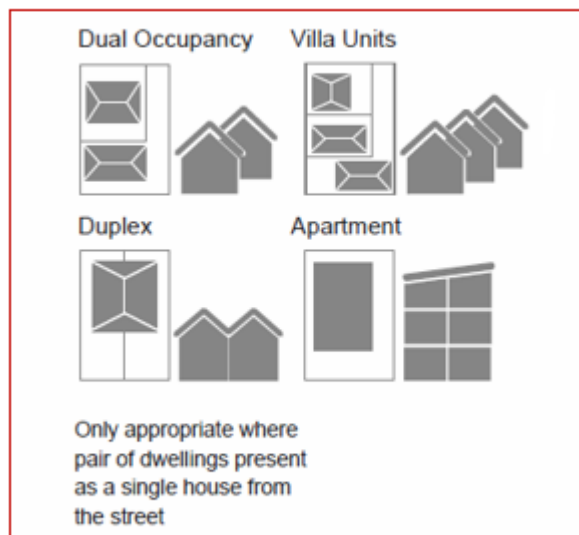 Dual Occupancy
Villa Units
Duplex
Apartment
Only appropriate where
pair of dwellings present
as a single house from
the street